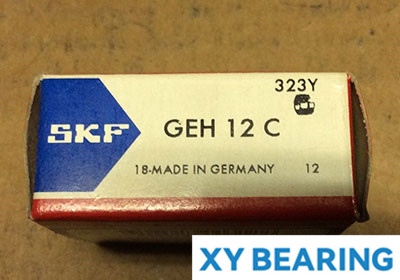 323Y
SKF
GEH 12 C
18-MADE IN GERMANY 12
XY BEARING